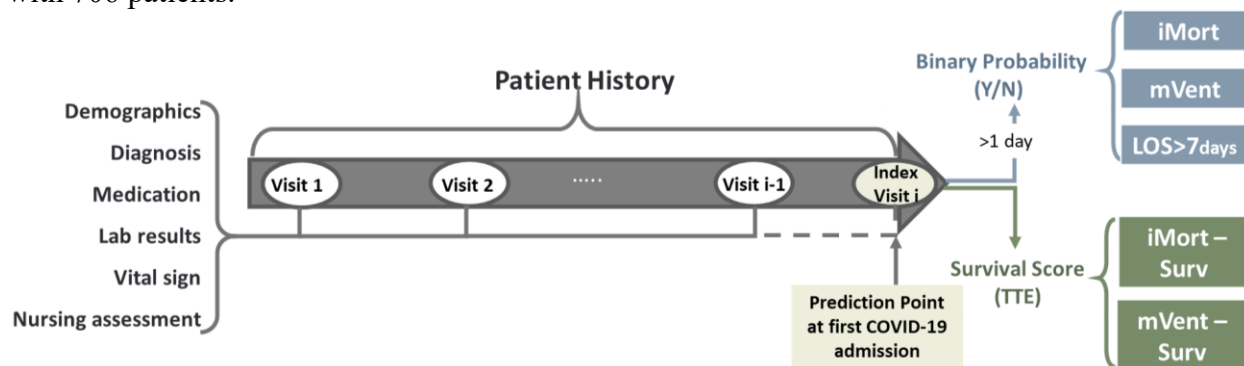 with 706 patients.
Patient History
Demographics
Diagnosis
Medication
Lab results
Vital sign
Nursing assessment
Visit 1
Visit 2
.....
Visit i-1
Index
Visit i
Prediction Point
at first COVID-19
admission
Binary Probability
(Y/N)
>1 day
iMort
mVent
LOS>7days
Survival Score
(TTE)
iMort –
Surv
mVent –
Surv